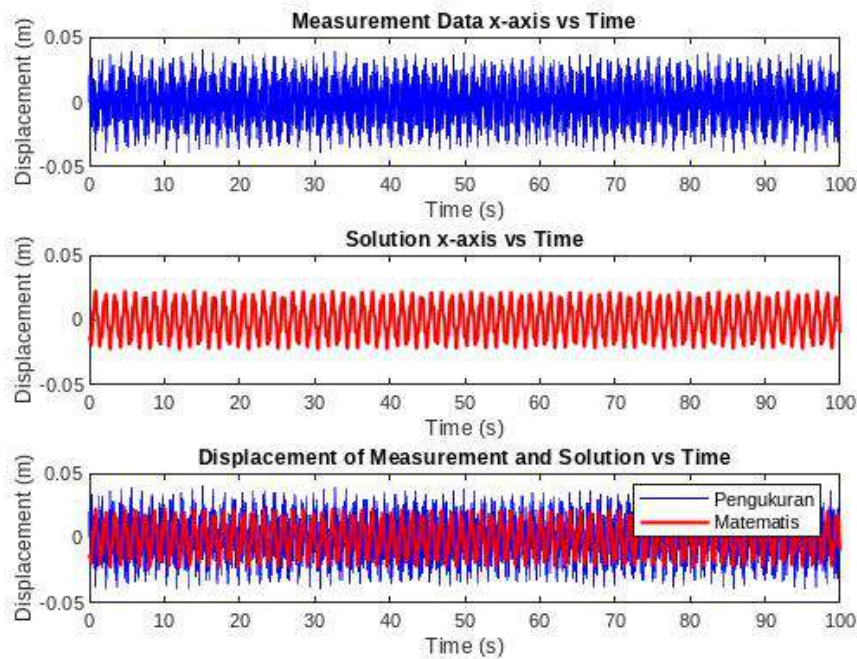 Measurement Data x-axis vs Time
0.05
0
-0.05
Displacement (m)
0 10 20 30 40 50 60 70 80 90 100
Time (s)
Solution x-axis vs Time
0.05
0
-0.05
Displacement (m)
0 10 20 30 40 50 60 70 80 90 100
Time (s)
Displacement of Measurement and Solution vs Time
0.05
0
-0.05
Displacement (m)
Pengukuran
Matematis
0 10 20 30 40 50 60 70 80 90 100
Time (s)